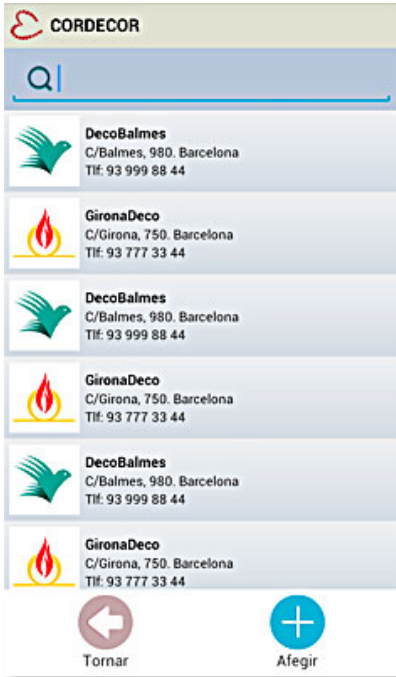 CORDECOR
DecoBalmes
C/Balmes, 980. Barcelona
Tlf: 93 999 88 44
GironaDeco
C/Girona, 750. Barcelona
Tlf: 93 777 33 44
DecoBalmes
C/Balmes, 980. Barcelona
Tlf: 93 999 88 44
GironaDeco
C/Girona, 750. Barcelona
Tlf: 93 777 33 44
DecoBalmes
C/Balmes, 980. Barcelona
Tlf: 93 999 88 44
GironaDeco
C/Girona, 750. Barcelona
Tlf: 93 777 33 44
Tornar
Afegir